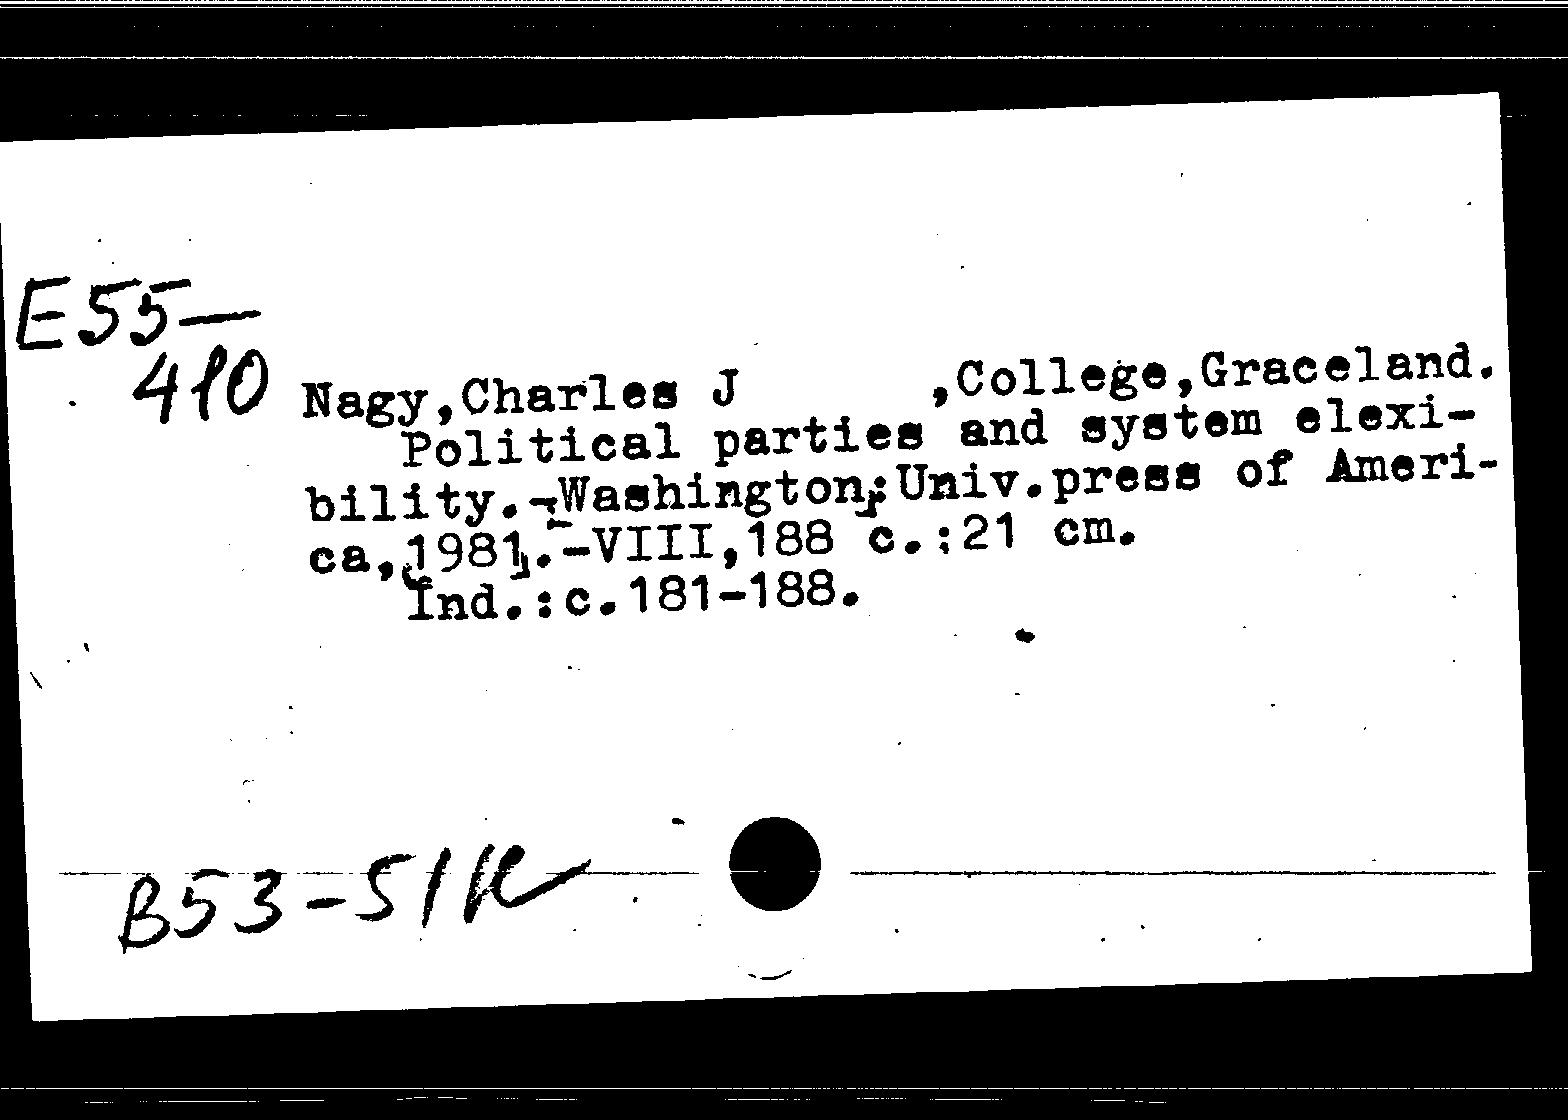 E55—
410
Nagy,Charles J ,College,Graceland.
Political parties and system elexi-
bility.-Washington:Univ.press of Ameri-
ca,1981.-VIII,188 c.:21 cm.
Ind.:c.181-188.
B53-51